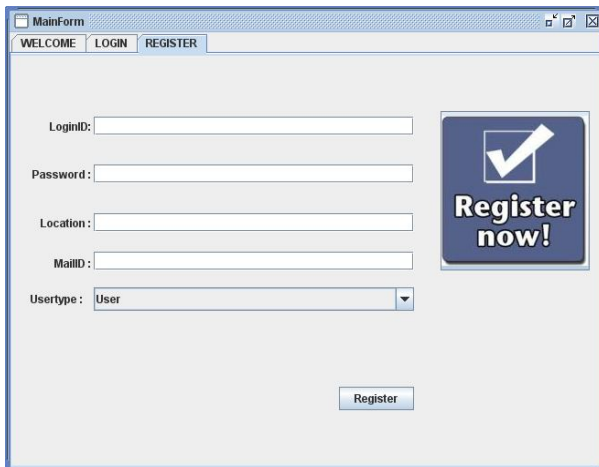 MainForm
WELCOME LOGIN REGISTER
LoginID:
Password :
Location :
MailID :
Usertype : User
Register
now!
Register